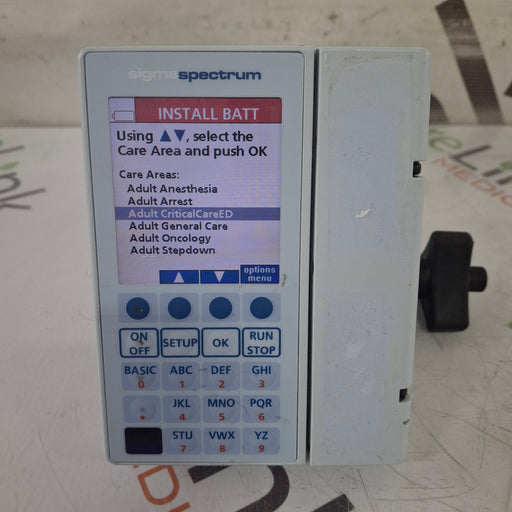 sigmaspectrum
INSTALL BATT
Using ▲▼, select the
Care Area and push OK
Care Areas:
Adult Anesthesia
Adult Arrest
Adult CriticalCareED
Adult General Care
Adult Oncology
Adult Stepdown
▲ ▼ options
menu
ON
OFF
SETUP
OK
RUN
STOP
BASIC ABC DEF GHI
0 1 2 3
JKL MNO PQR
. 4 5 6
STU VWX YZ
7 8 9